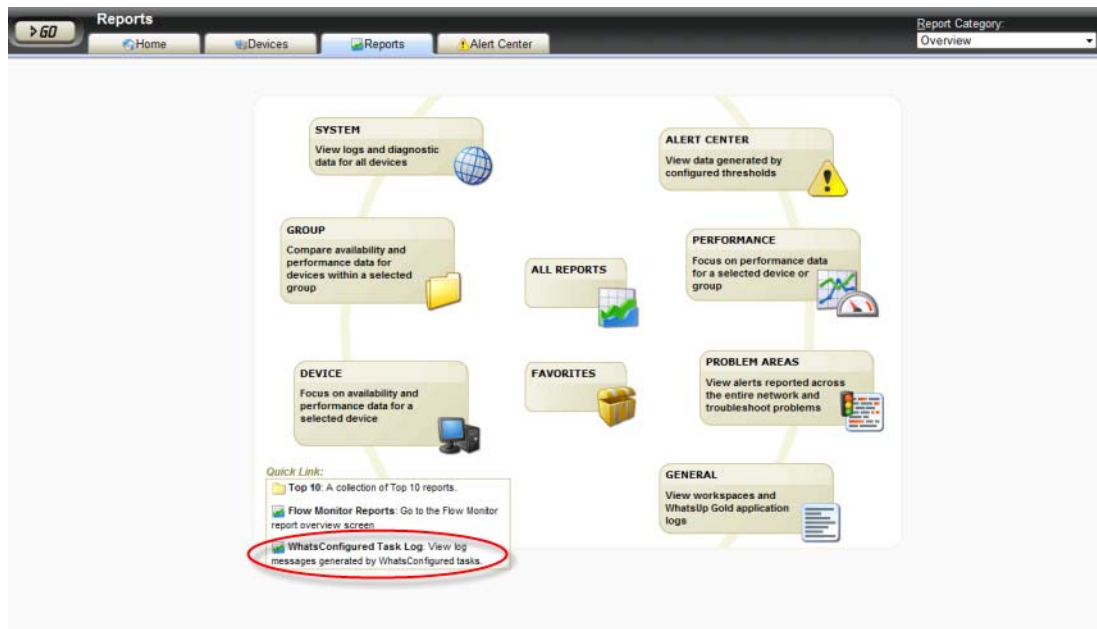 GO
Reports
Report Category:
Overview
Home
Devices
Reports
Alert Center
SYSTEM
View logs and diagnostic
data for all devices
ALERT CENTER
View data generated by
configured thresholds
GROUP
Compare availability and
performance data for
devices within a selected
group
ALL REPORTS
PERFORMANCE
Focus on performance data
for a selected device or
group
DEVICE
Focus on availability and
performance data for a
selected device
FAVORITES
PROBLEM AREAS
View alerts reported across
the entire network and
troubleshoot problems
Quick Link:
Top 10: A collection of Top 10 reports.
Flow Monitor Reports: Go to the Flow Monitor
report overview screen
WhatsConfigured Task Log: View log
messages generated by WhatsConfigured tasks.
GENERAL
View workspaces and
WhatsUp Gold application
logs